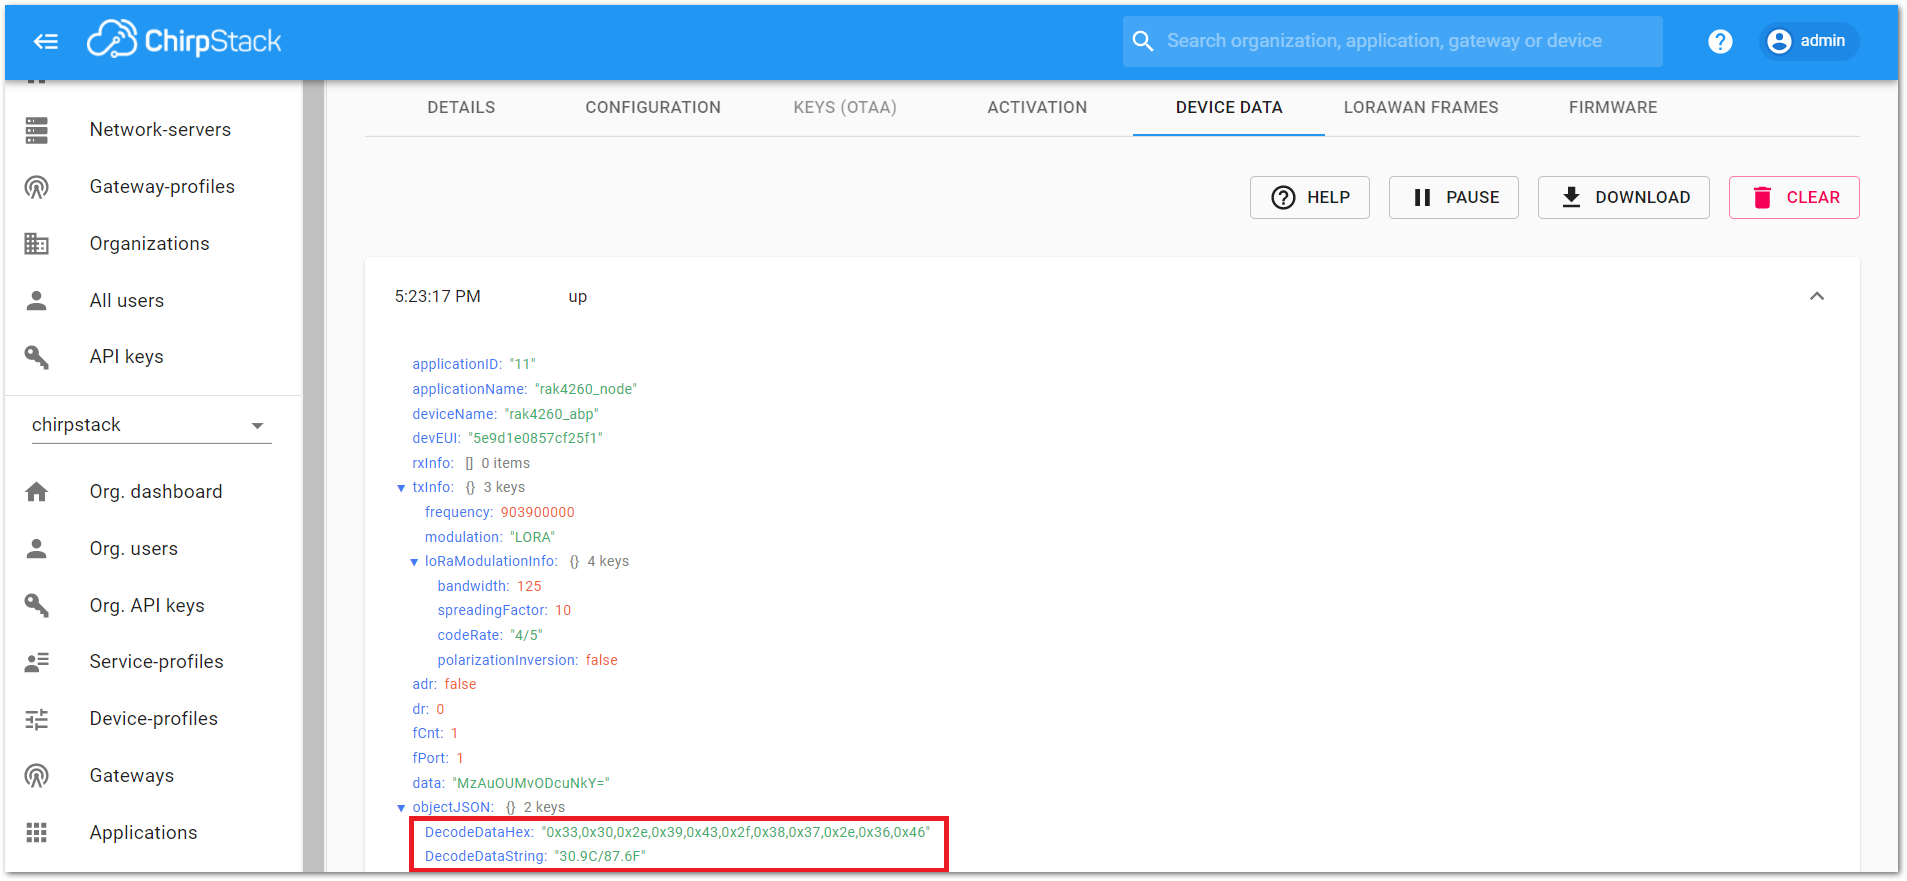 ChirpStack
Search organization, application, gateway or device
?
admin
Network-servers
Gateway-profiles
Organizations
All users
API keys
chirpstack
Org. dashboard
Org. users
Org. API keys
Service-profiles
Device-profiles
Gateways
Applications
DETAILS CONFIGURATION KEYS (OTAA) ACTIVATION DEVICE DATA LORAWAN FRAMES FIRMWARE
HELP PAUSE DOWNLOAD CLEAR
5:23:17 PM up
applicationID: "11"
applicationName: "rak4260_node"
deviceName: "rak4260_abp"
devEUI: "5e9d1e0857cf25f1"
rxInfo: [] 0 items
txInfo: {} 3 keys
frequency: 903900000
modulation: "LORA"
loRaModulationInfo: {} 4 keys
bandwidth: 125
spreadingFactor: 10
codeRate: "4/5"
polarizationInversion: false
adr: false
dr: 0
fCnt: 1
fPort: 1
data: "MzAuOUMvODcuNkY="
objectJSON: {} 2 keys
DecodeDataHex: "0x33,0x30,0x2e,0x39,0x43,0x2f,0x38,0x37,0x2e,0x36,0x46"
DecodeDataString: "30.9C/87.6F"